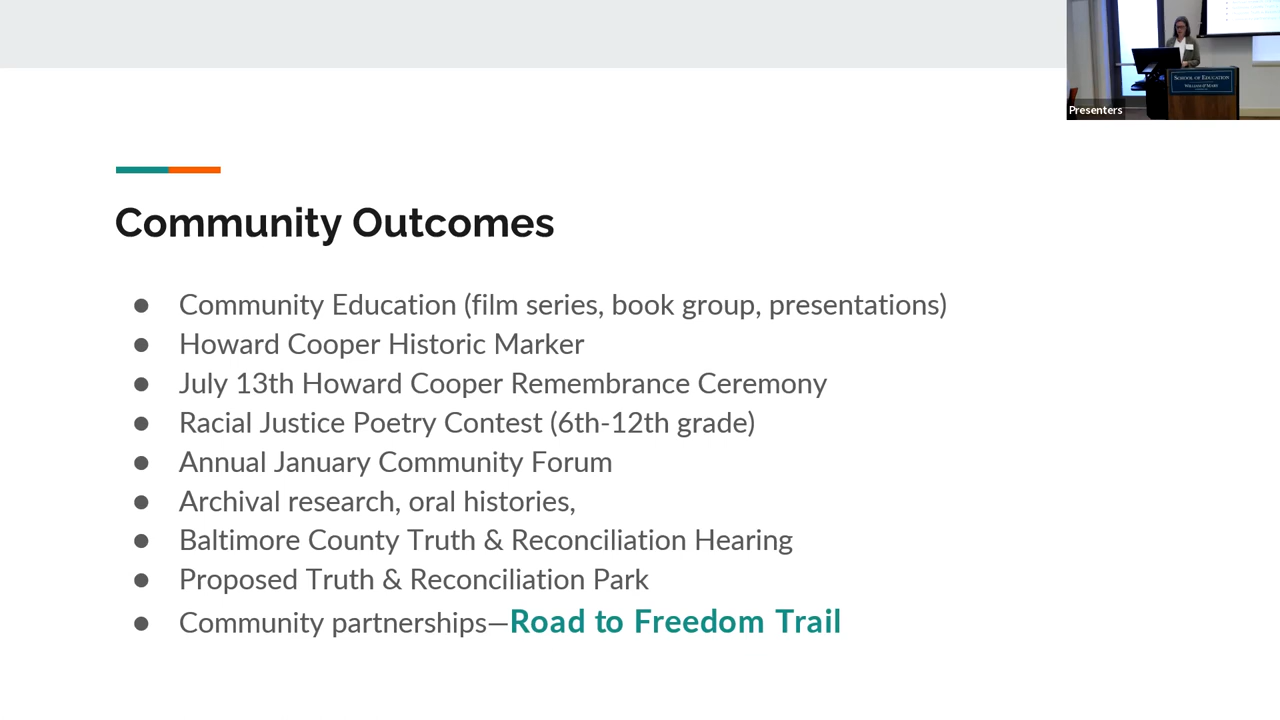 SCHOOL OF EDUCATION
WILLIAM & MARY
Presenters
Community Outcomes
● Community Education (film series, book group, presentations)
● Howard Cooper Historic Marker
● July 13th Howard Cooper Remembrance Ceremony
● Racial Justice Poetry Contest (6th-12th grade)
● Annual January Community Forum
● Archival research, oral histories,
● Baltimore County Truth & Reconciliation Hearing
● Proposed Truth & Reconciliation Park
● Community partnerships—Road to Freedom Trail